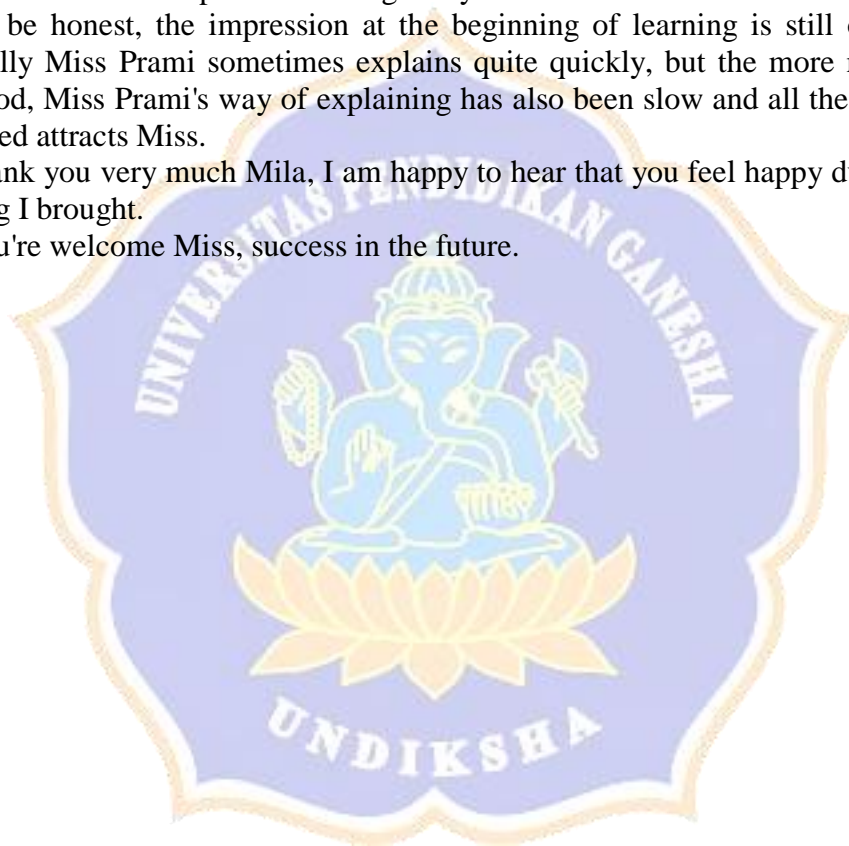 be honest, the impression at the beginning of learning is still
lly Miss Prami sometimes explains quite quickly, but the more
od, Miss Prami's way of explaining has also been slow and all the
ed attracts Miss.
ank you very much Mila, I am happy to hear that you feel happy
g I brought.
u're welcome Miss, success in the future.
UNIVERSITAS PENDIDIKAN GANESHA
UNDIKSHA